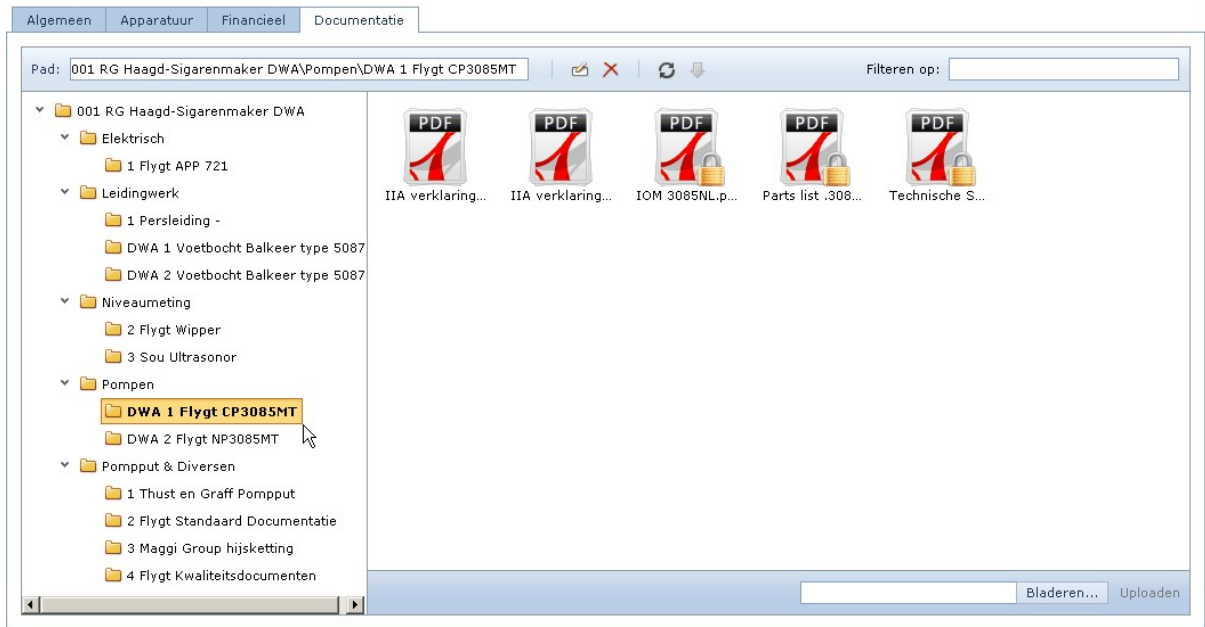 Algemeen Apparatuur Financieel Documentatie
Pad: 001 RG Haagd-Sigarenmaker DWA\Pompen\DWA 1 Flygt CP3085MT Filteren op:
001 RG Haagd-Sigarenmaker DWA
Elektrisch
1 Flygt APP 721
Leidingwerk
1 Persleiding -
DWA 1 Voetbocht Balkeer type 5087
DWA 2 Voetbocht Balkeer type 5087
Niveaumeting
2 Flygt Wipper
3 Sou Ultrasonor
Pompen
DWA 1 Flygt CP3085MT
DWA 2 Flygt NP3085MT
Pompput & Diversen
1 Thust en Graff Pompput
2 Flygt Standaard Documentatie
3 Maggi Group hijsketting
4 Flygt Kwaliteitsdocumenten
PDF PDF PDF PDF PDF
IIA verklaring... IIA verklaring... IOM 3085NL.p... Parts list .308... Technische S...
Bladeren... Uploaden